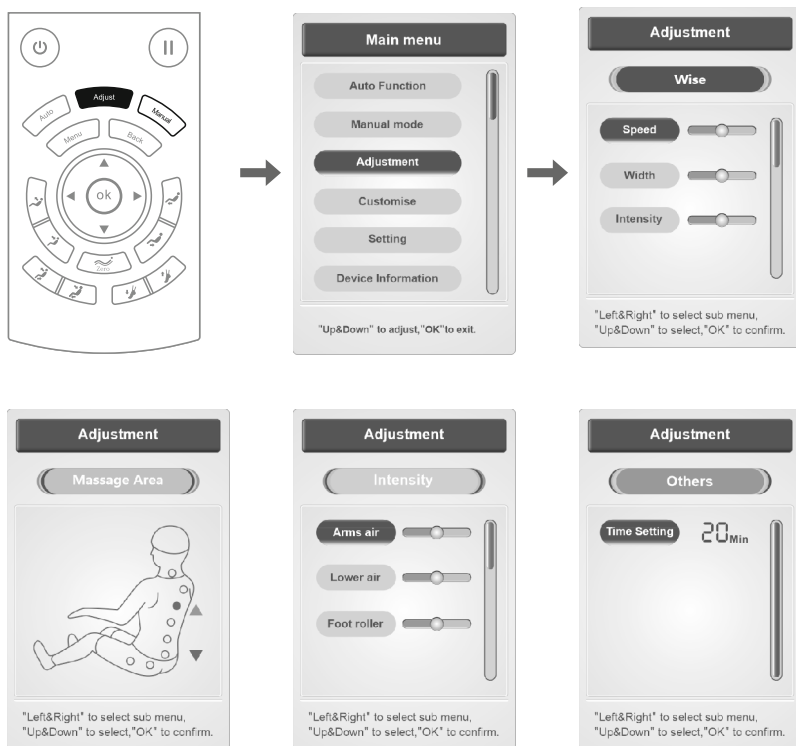 Adjust
Auto
Manual
Menu
Back
ok
Zero
Main menu
Auto Function
Manual mode
Adjustment
Customise
Setting
Device Information
"Up&Down" to adjust,"OK"to exit.
Adjustment
Wise
Speed
Width
Intensity
"Left&Right" to select sub menu,
"Up&Down" to select,"OK" to confirm.
Adjustment
Massage Area
"Left&Right" to select sub menu,
"Up&Down" to select,"OK" to confirm.
Adjustment
Intensity
Arms air
Lower air
Foot roller
"Left&Right" to select sub menu,
"Up&Down" to select,"OK" to confirm.
Adjustment
Others
Time Setting 20 Min
"Left&Right" to select sub menu,
"Up&Down" to select,"OK" to confirm.